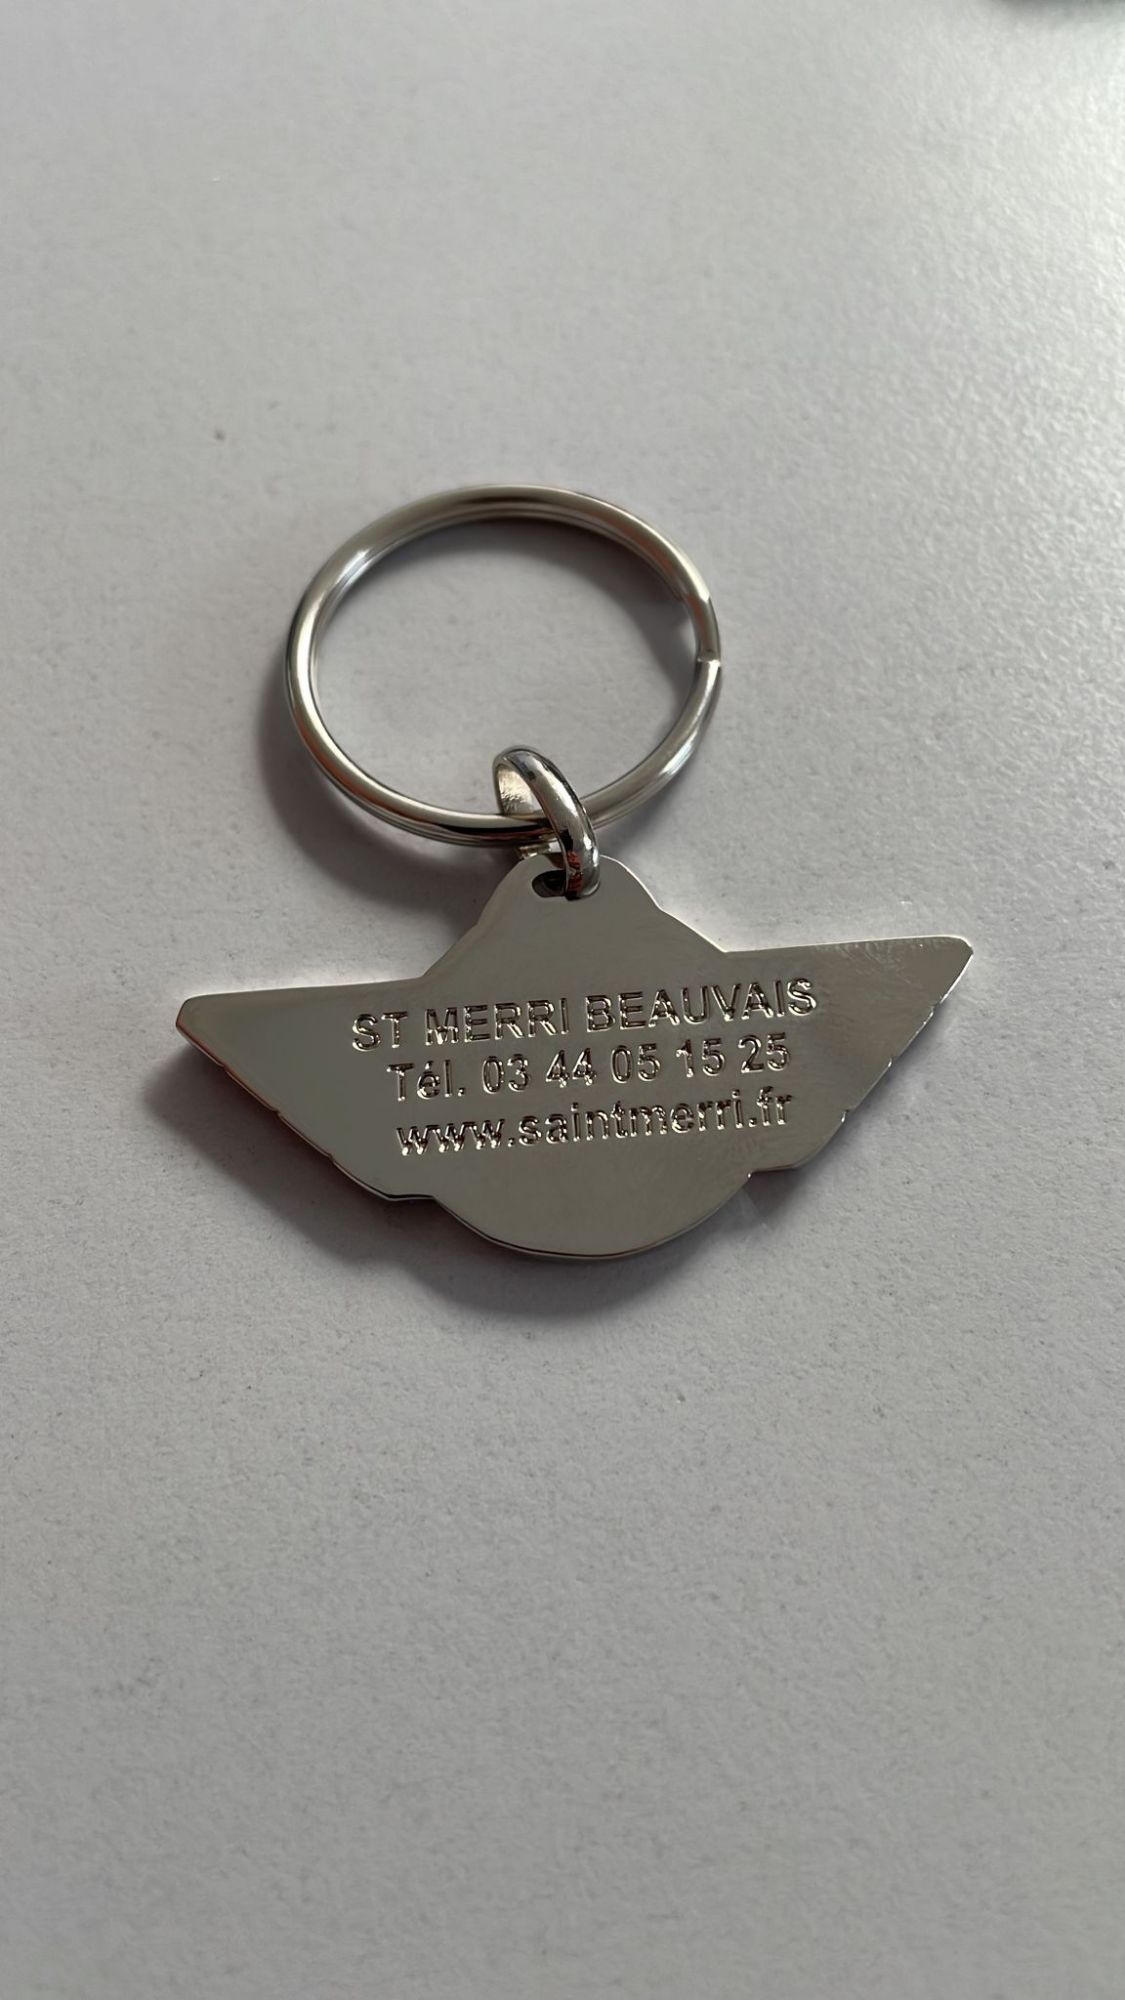 ST MERRI BEAUVAIS
Tél. 03 44 05 15 25
www.saintmerri.fr